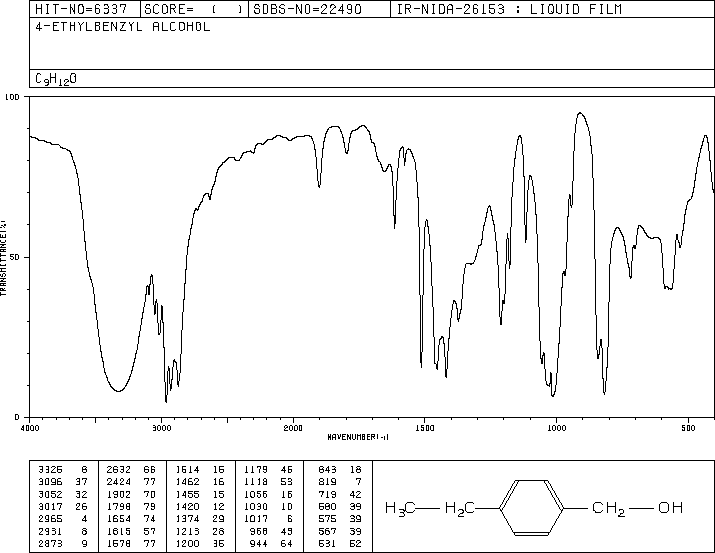 HIT-NO=6337 SCORE= ( ) SDBS-NO=22490 IR-NIDA-26153 : LIQUID FILM
4-ETHYLBENZYL ALCOHOL
C9H12O
100
TRANSMITTANCE(%)
50
0
4000 3000 2000 1500 1000 500
WAVENUMBER(-1)
3325 8 2632 66 1514 15 1179 45 843 18
3096 37 2424 77 1462 16 1118 53 819 7
3052 32 1902 70 1455 15 1056 16 719 42
3017 26 1798 79 1420 12 1030 10 580 39
2965 4 1654 74 1374 29 1017 6 575 39
2931 8 1615 57 1213 28 968 43 567 39
2873 9 1578 77 1200 35 944 64 531 52
H3C H2C CH2 OH